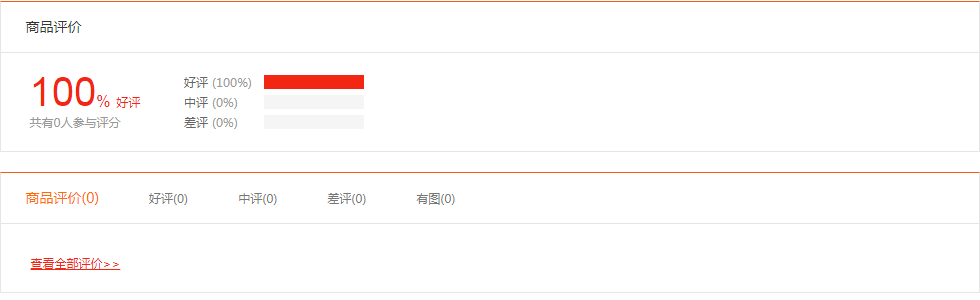 商品评价
100% 好评
共有0人参与评分
好评 (100%)
中评 (0%)
差评 (0%)
商品评价(0) 好评(0) 中评(0) 差评(0) 有图(0)
查看全部评价>>